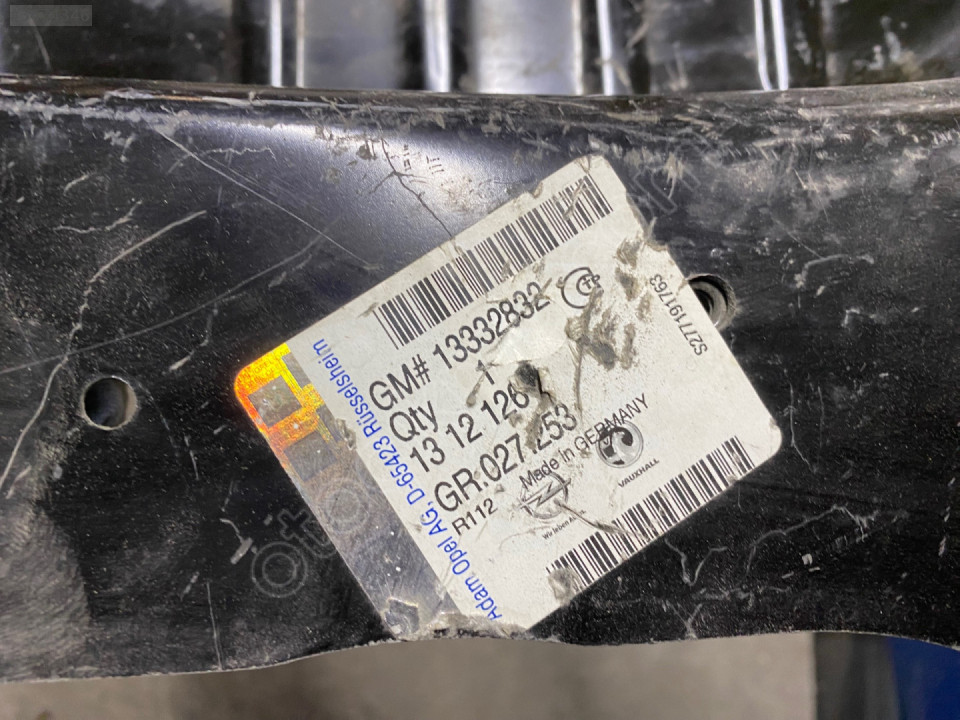 GM# 13332832
Qty 1
13 12 126
GR.027.253
R112 Made in GERMANY
VAUXHALL
Adam Opel AG, D-65423 Rüsselsheim
S277191763